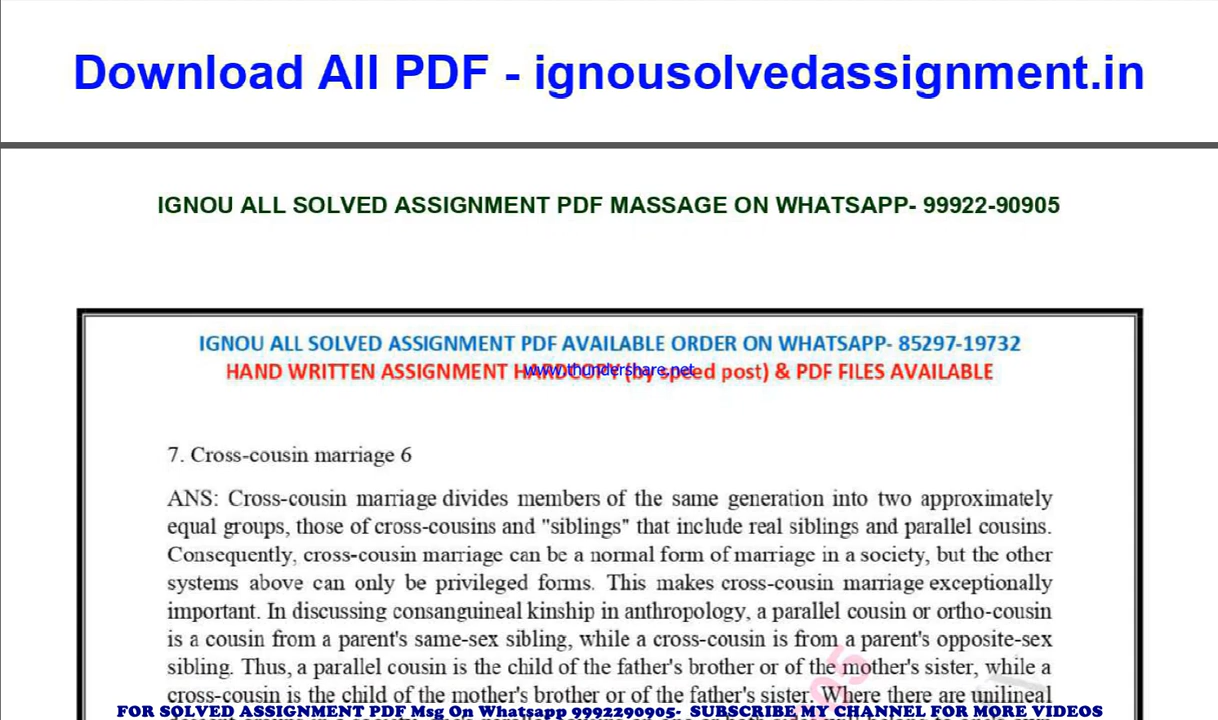 Download All PDF - ignousolvedassignment.in
IGNOU ALL SOLVED ASSIGNMENT PDF MASSAGE ON WHATSAPP- 99922-90905
IGNOU ALL SOLVED ASSIGNMENT PDF AVAILABLE ORDER ON WHATSAPP- 85297-19732
HAND WRITTEN ASSIGNMENT HARDCOPY (by speed post) & PDF FILES AVAILABLE
www.thundershare.net
7. Cross-cousin marriage 6
ANS: Cross-cousin marriage divides members of the same generation into two approximately
equal groups, those of cross-cousins and "siblings" that include real siblings and parallel cousins.
Consequently, cross-cousin marriage can be a normal form of marriage in a society, but the other
systems above can only be privileged forms. This makes cross-cousin marriage exceptionally
important. In discussing consanguineal kinship in anthropology, a parallel cousin or ortho-cousin
is a cousin from a parent's same-sex sibling, while a cross-cousin is from a parent's opposite-sex
sibling. Thus, a parallel cousin is the child of the father's brother or of the mother's sister, while a
cross-cousin is the child of the mother's brother or of the father's sister. Where there are unilineal
FOR SOLVED ASSIGNMENT PDF Msg On Whatsapp 9992290905- SUBSCRIBE MY CHANNEL FOR MORE VIDEOS